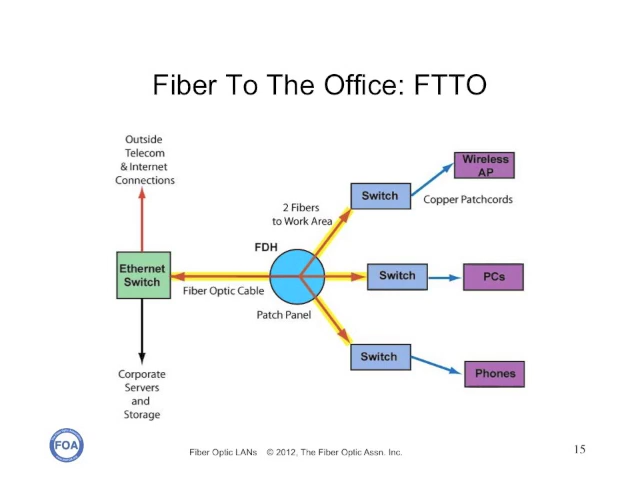 Fiber To The Office: FTTO
Outside
Telecom
& Internet
Connections
Wireless
AP
Switch
Copper Patchcords
2 Fibers
to Work Area
FDH
Ethernet
Switch
Fiber Optic Cable
Switch
PCs
Patch Panel
Switch
Phones
Corporate
Servers
and
Storage
FOA
Fiber Optic LANs © 2012, The Fiber Optic Assn. Inc.
15